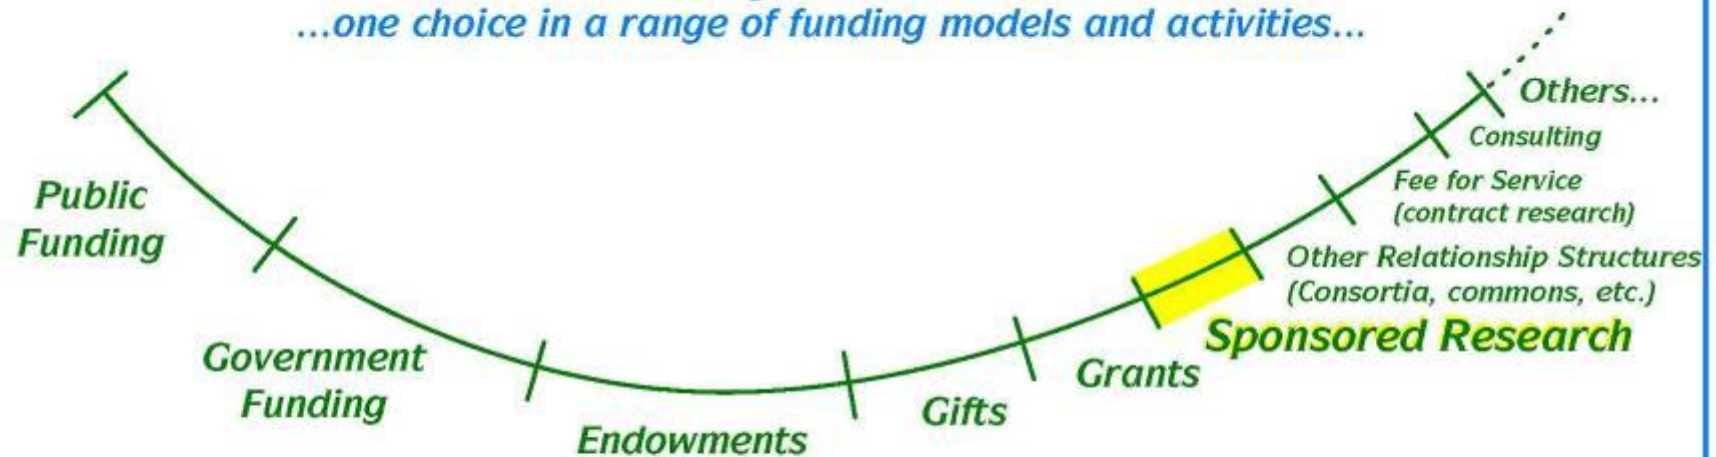 ...one choice in a range of funding models and activities...
Public
Funding
Government
Funding
Endowments
Gifts
Grants
Sponsored Research
Other Relationship Structures
(Consortia, commons, etc.)
Fee for Service
(contract research)
Consulting
Others...